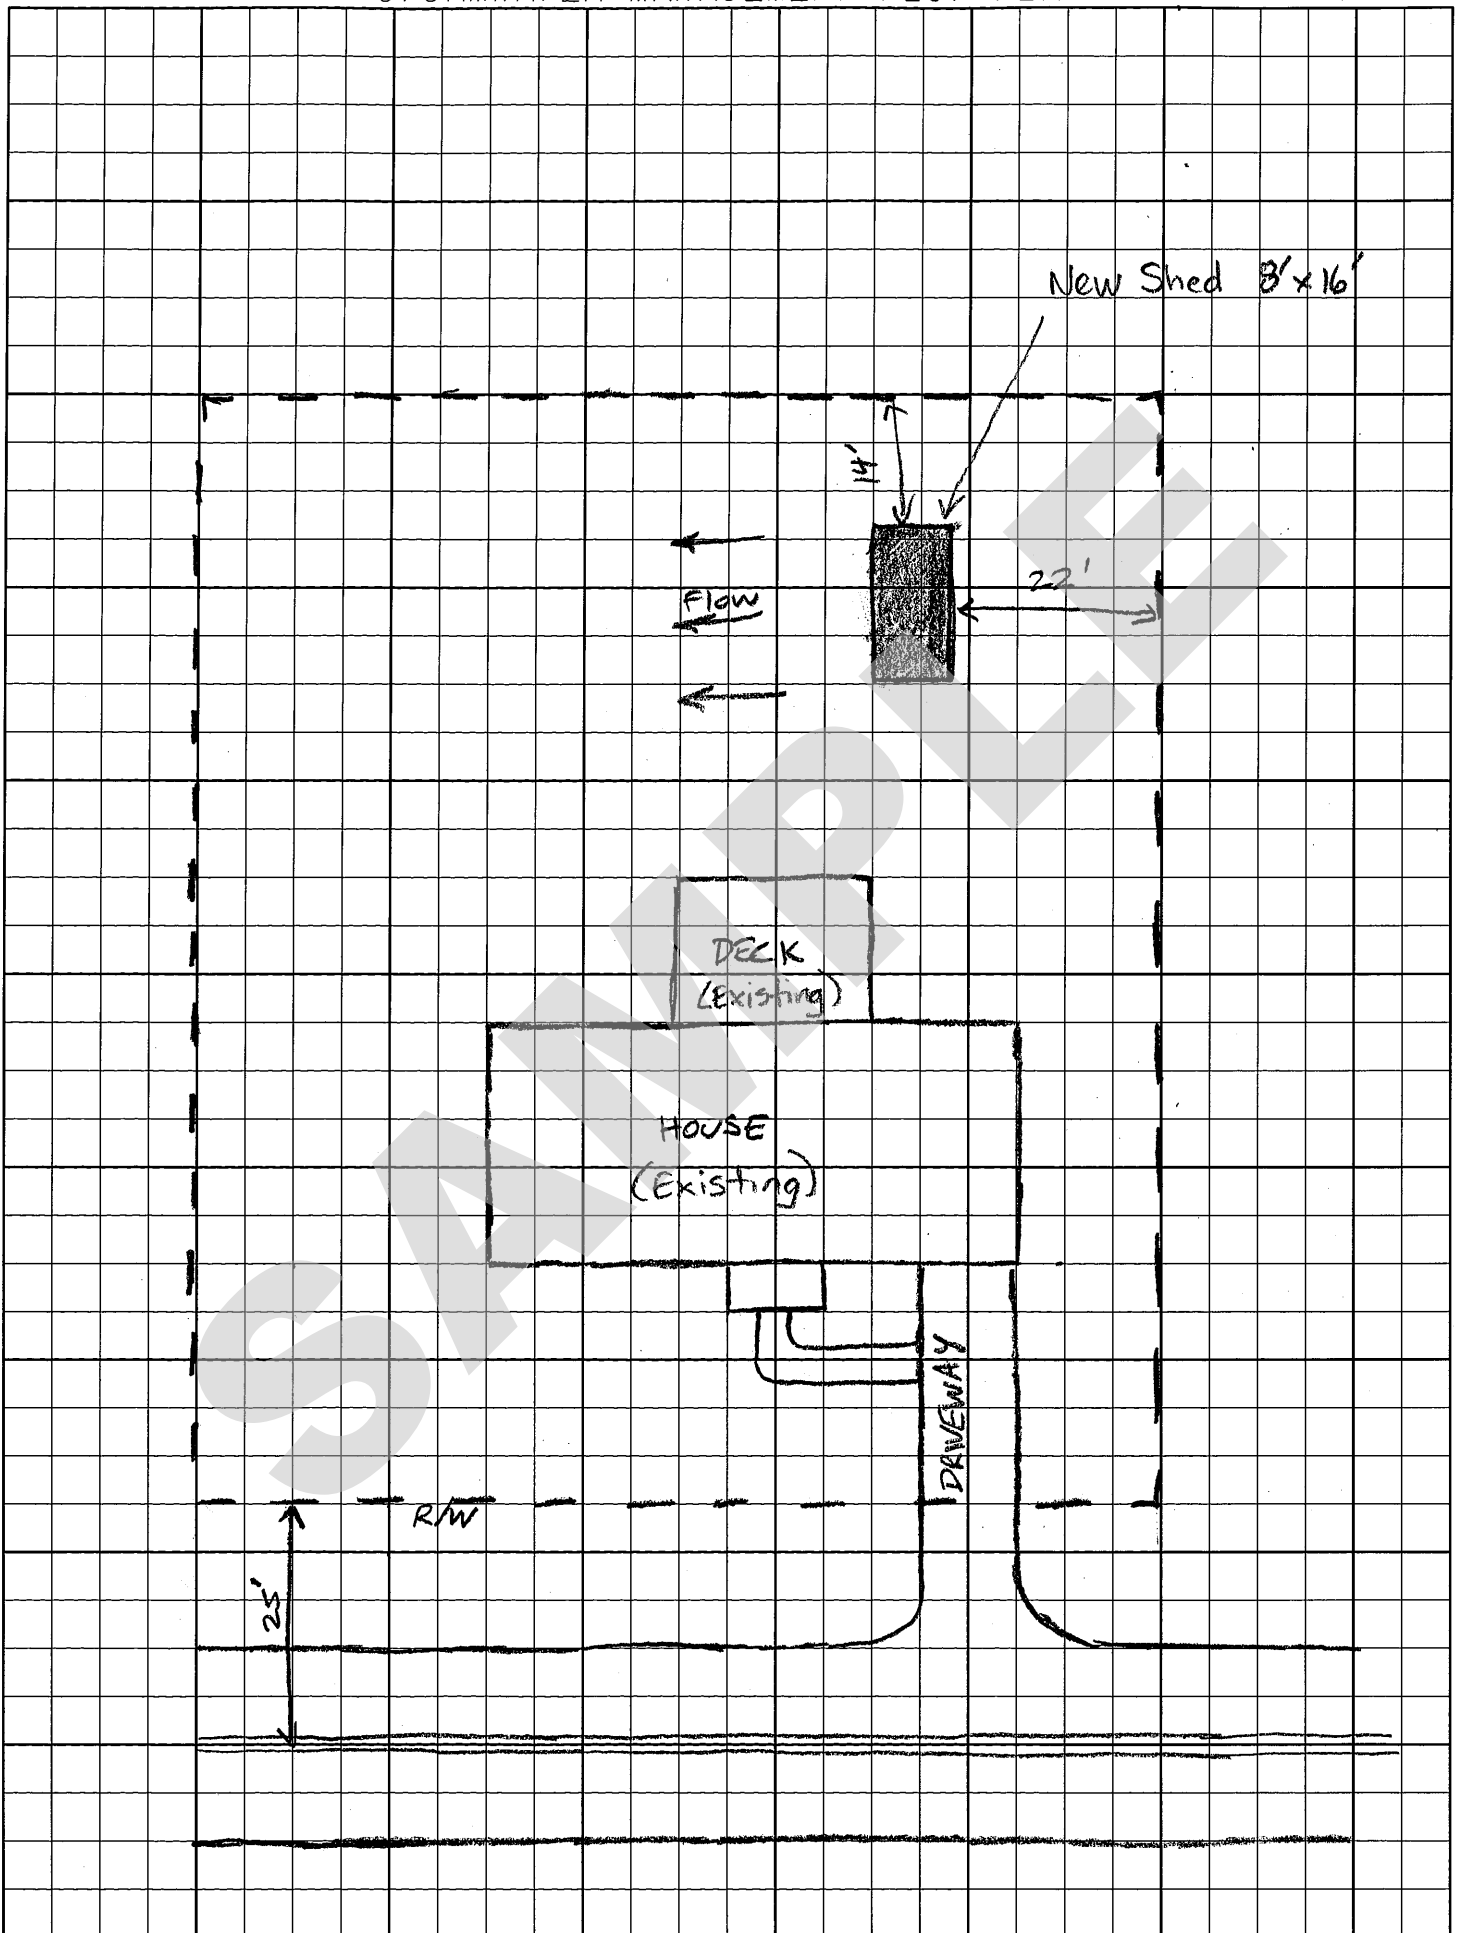 New Shed 8'x16'
14'
22'
Flow
DECK
(Existing)
HOUSE
(Existing)
DRIVEWAY
R/W
25'
SAMPLE